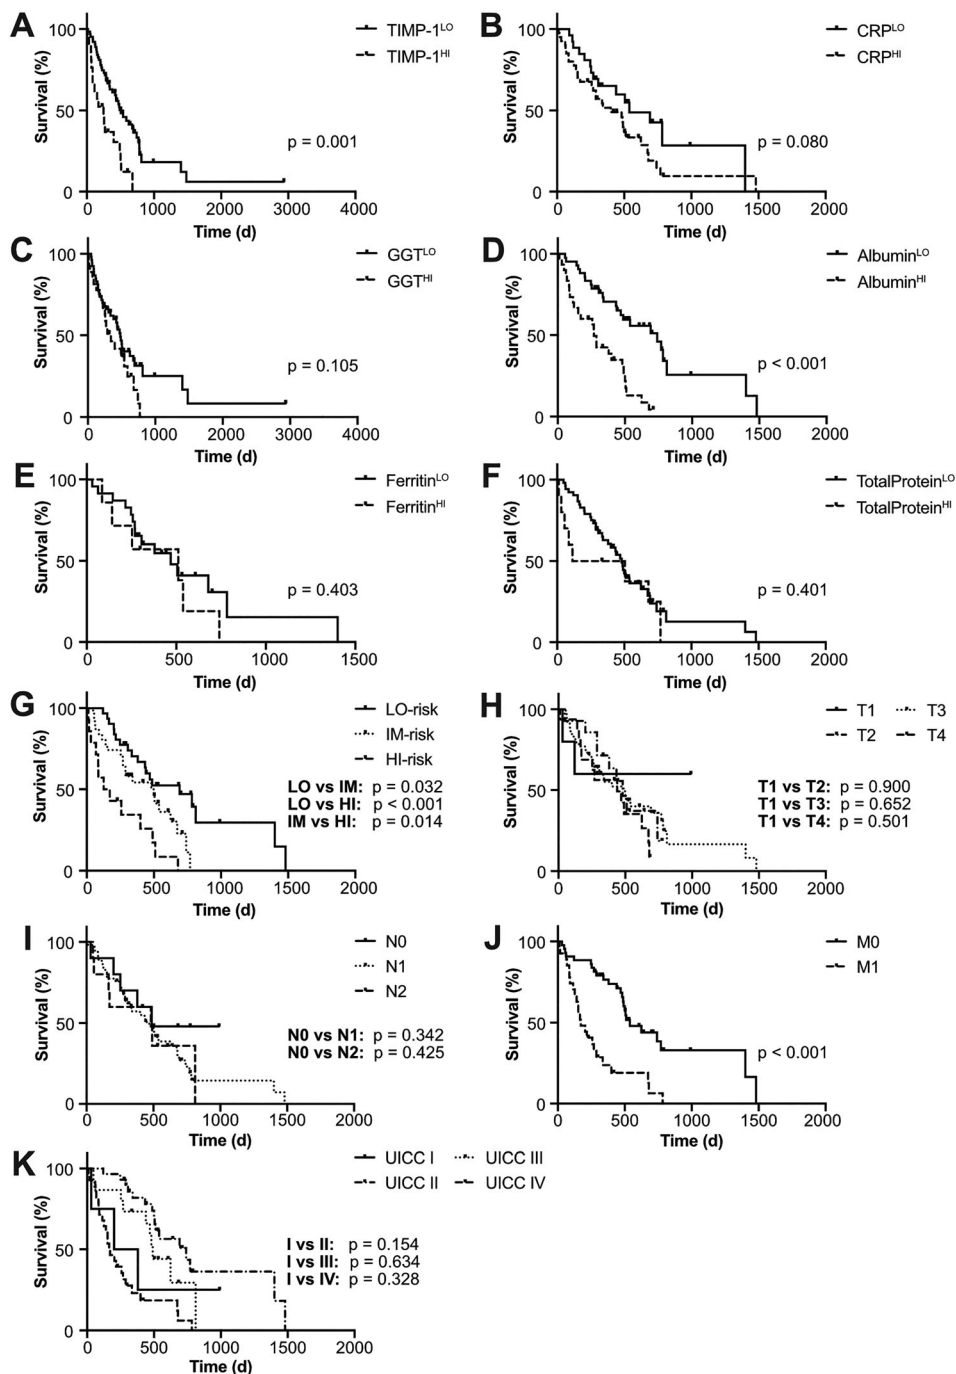 A
100
50
0
Survival (%)
0 1000 2000 3000 4000
Time (d)
TIMP-1ᴸᴼ
TIMP-1ᴴᴵ
p = 0.001
B
100
50
0
Survival (%)
0 500 1000 1500 2000
Time (d)
CRPᴸᴼ
CRPᴴᴵ
p = 0.080
C
100
50
0
Survival (%)
0 1000 2000 3000 4000
Time (d)
GGTᴸᴼ
GGTᴴᴵ
p = 0.105
D
100
50
0
Survival (%)
0 500 1000 1500 2000
Time (d)
Albuminᴸᴼ
Albuminᴴᴵ
p < 0.001
E
100
50
0
Survival (%)
0 500 1000 1500
Time (d)
Ferritinᴸᴼ
Ferritinᴴᴵ
p = 0.403
F
100
50
0
Survival (%)
0 500 1000 1500 2000
Time (d)
TotalProteinᴸᴼ
TotalProteinᴴᴵ
p = 0.401
G
100
50
0
Survival (%)
0 500 1000 1500 2000
Time (d)
LO-risk
IM-risk
HI-risk
LO vs IM: p = 0.032
LO vs HI: p < 0.001
IM vs HI: p = 0.014
H
100
50
0
Survival (%)
0 500 1000 1500 2000
Time (d)
T1 T3
T2 T4
T1 vs T2: p = 0.900
T1 vs T3: p = 0.652
T1 vs T4: p = 0.501
I
100
50
0
Survival (%)
0 500 1000 1500 2000
Time (d)
N0
N1
N2
N0 vs N1: p = 0.342
N0 vs N2: p = 0.425
J
100
50
0
Survival (%)
0 500 1000 1500 2000
Time (d)
M0
M1
p < 0.001
K
100
50
0
Survival (%)
0 500 1000 1500 2000
Time (d)
UICC I UICC III
UICC II UICC IV
I vs II: p = 0.154
I vs III: p = 0.634
I vs IV: p = 0.328